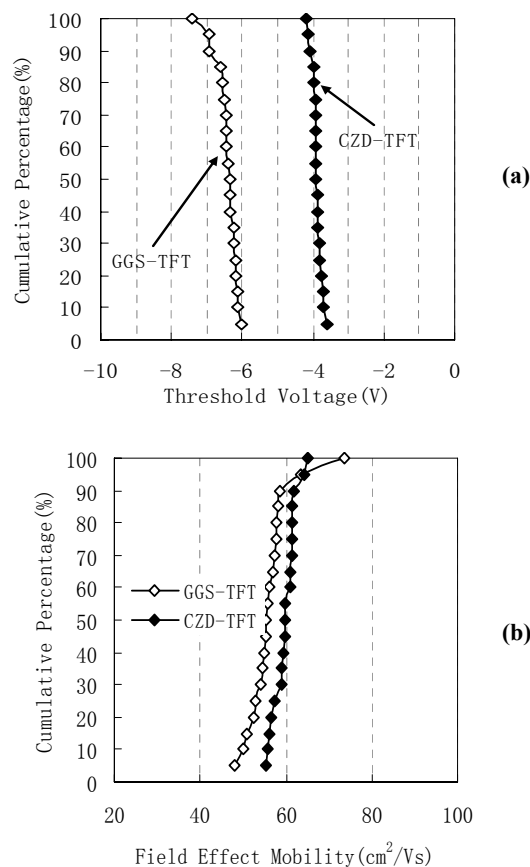 100
90
80
70
60
50
40
30
20
10
0
Cumulative Percentage(%)
CZD-TFT
GGS-TFT
(a)
-10 -8 -6 -4 -2 0
Threshold Voltage(V)
100
90
80
70
60
50
40
30
20
10
0
Cumulative Percentage(%)
GGS-TFT
CZD-TFT
(b)
20 40 60 80 100
Field Effect Mobility(cm²/Vs)